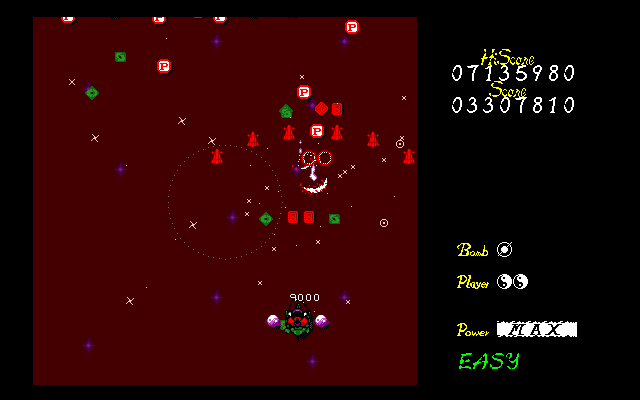 HiScore
07135980
Score
03307810
P
P
P
P
P
P
P
9000
Bomb
Player
Power MAX
EASY